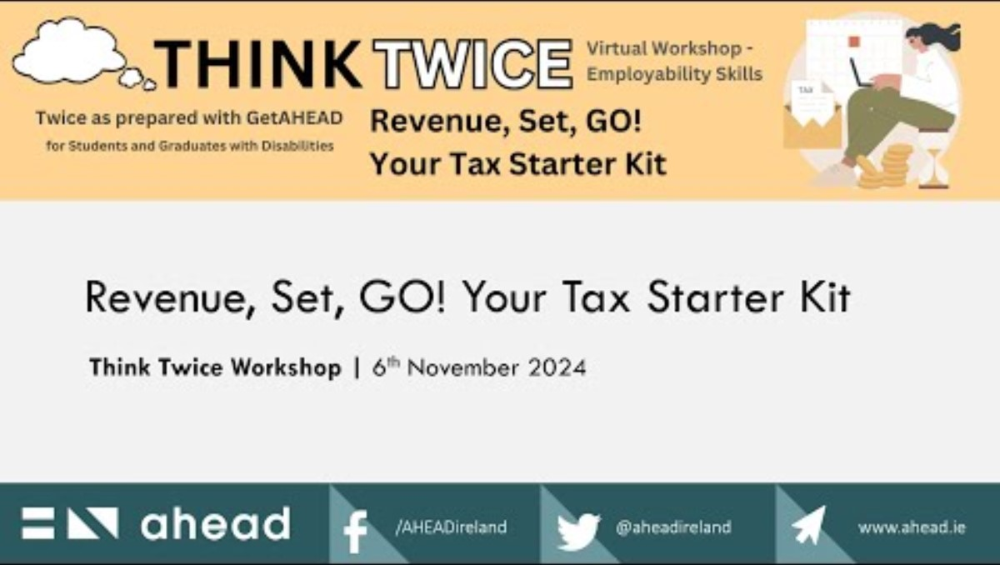 THINK TWICE
Virtual Workshop -
Employability Skills
Twice as prepared with GetAHEAD
for Students and Graduates with Disabilities
Revenue, Set, GO!
Your Tax Starter Kit
TAX
Revenue, Set, GO! Your Tax Starter Kit
Think Twice Workshop | 6th November 2024
ahead
/AHEADireland
@aheadireland
www.ahead.ie